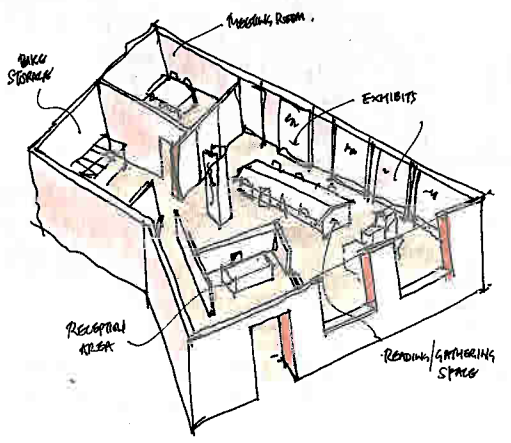 MEETING ROOM.
BIKE
STORAGE
EXHIBITS
RECEPTION
AREA
READING/GATHERING
SPACE